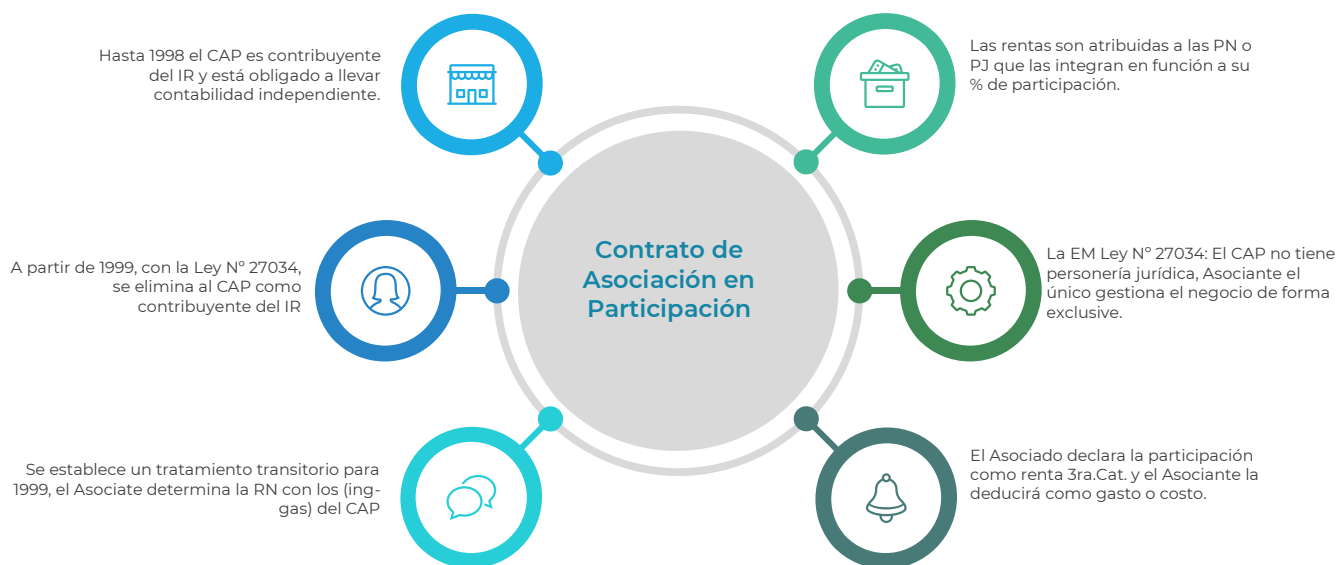 Hasta 1998 el CAP es contribuyente
del IR y está obligado a llevar
contabilidad independiente.
Las rentas son atribuidas a las PN o
PJ que las integran en función a su
% de participación.
Contrato de
Asociación en
Participación
A partir de 1999, con la Ley Nº 27034,
se elimina al CAP como
contribuyente del IR
La EM Ley Nº 27034: El CAP no tiene
personería jurídica, Asociante el
único gestiona el negocio de forma
exclusive.
Se establece un tratamiento transitorio para
1999, el Asociate determina la RN con los (ing-
gas) del CAP
El Asociado declara la participación
como renta 3ra.Cat. y el Asociante la
deducirá como gasto o costo.